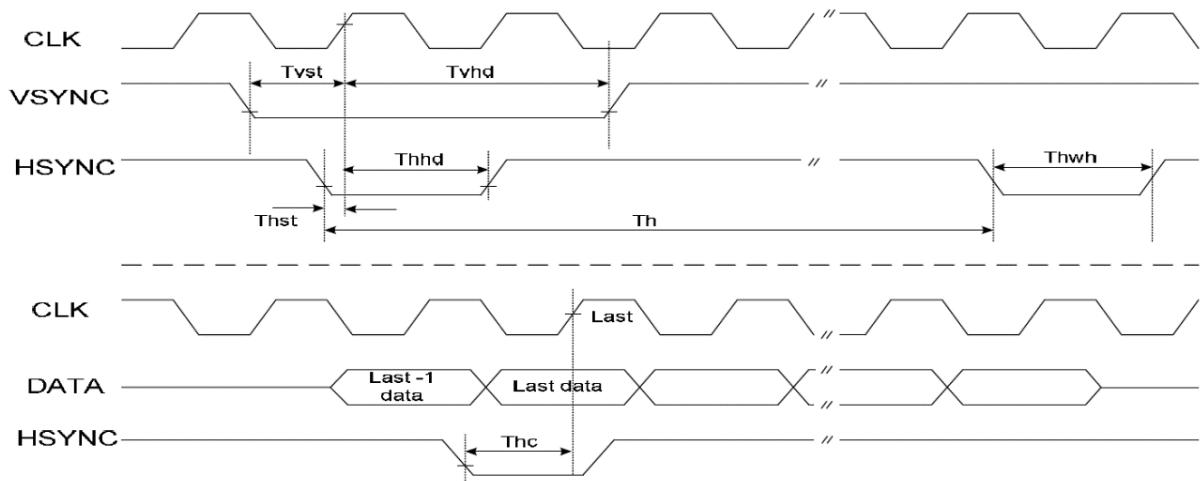 CLK
//
Tvst
Tvhd
VSYNC
//
Thhd
Thwh
HSYNC
//
Thst
Th
CLK
Last
//
DATA
Last -1
data
Last data
//
//
HSYNC
Thc
//